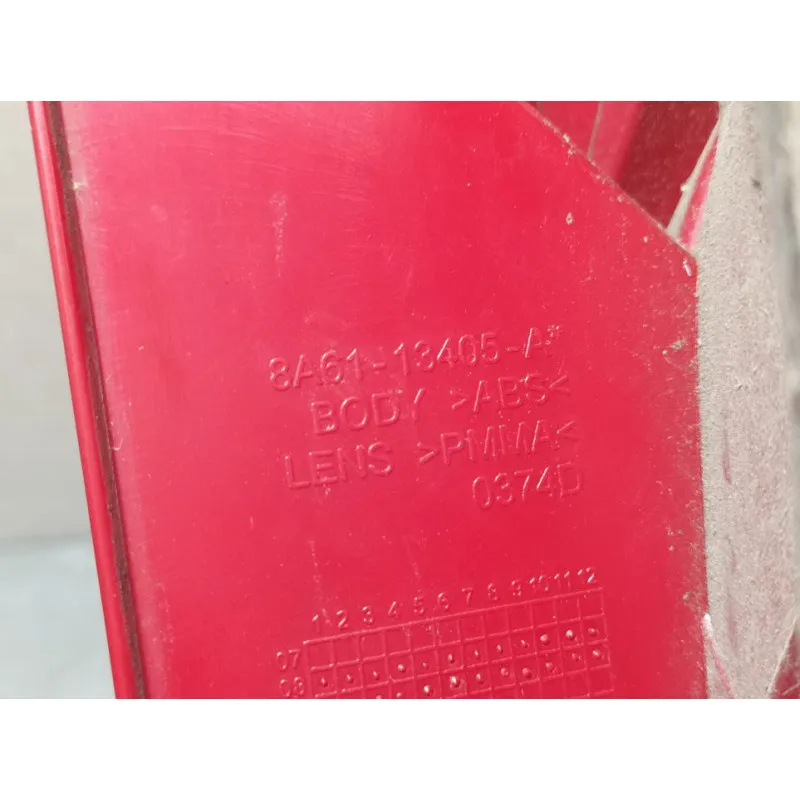 8A61-13405-A*
BODY >ABS<
LENS >PMMA<
0374D
1 2 3 4 5 6 7 8 9 10 11 12
07
08